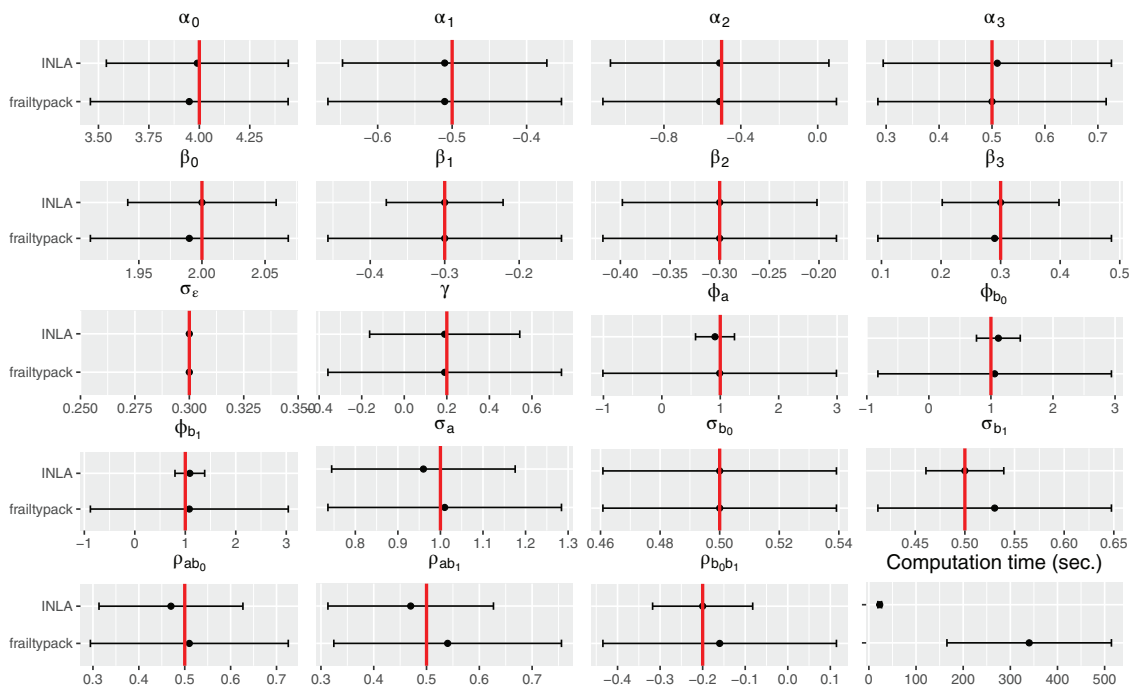 α0 α1 α2 α3
INLA
frailtypack
3.50 3.75 4.00 4.25 −0.6 −0.5 −0.4 −0.8 −0.4 0.0 0.3 0.4 0.5 0.6 0.7
β0 β1 β2 β3
INLA
frailtypack
1.95 2.00 2.05 −0.4 −0.3 −0.2 −0.40 −0.35 −0.30 −0.25 −0.20 0.1 0.2 0.3 0.4 0.5
σε γ ϕa ϕb0
INLA
frailtypack
0.250 0.275 0.300 0.325 0.350 −0.4 −0.2 0.0 0.2 0.4 0.6 −1 0 1 2 3 −1 0 1 2 3
ϕb1 σa σb0 σb1
INLA
frailtypack
−1 0 1 2 3 0.8 0.9 1.0 1.1 1.2 1.3 0.46 0.48 0.50 0.52 0.54 0.45 0.50 0.55 0.60 0.65
ρab0 ρab1 ρb0b1 Computation time (sec.)
INLA
frailtypack
0.3 0.4 0.5 0.6 0.7 0.3 0.4 0.5 0.6 0.7 −0.4 −0.3 −0.2 −0.1 0.0 0.1 0 100 200 300 400 500